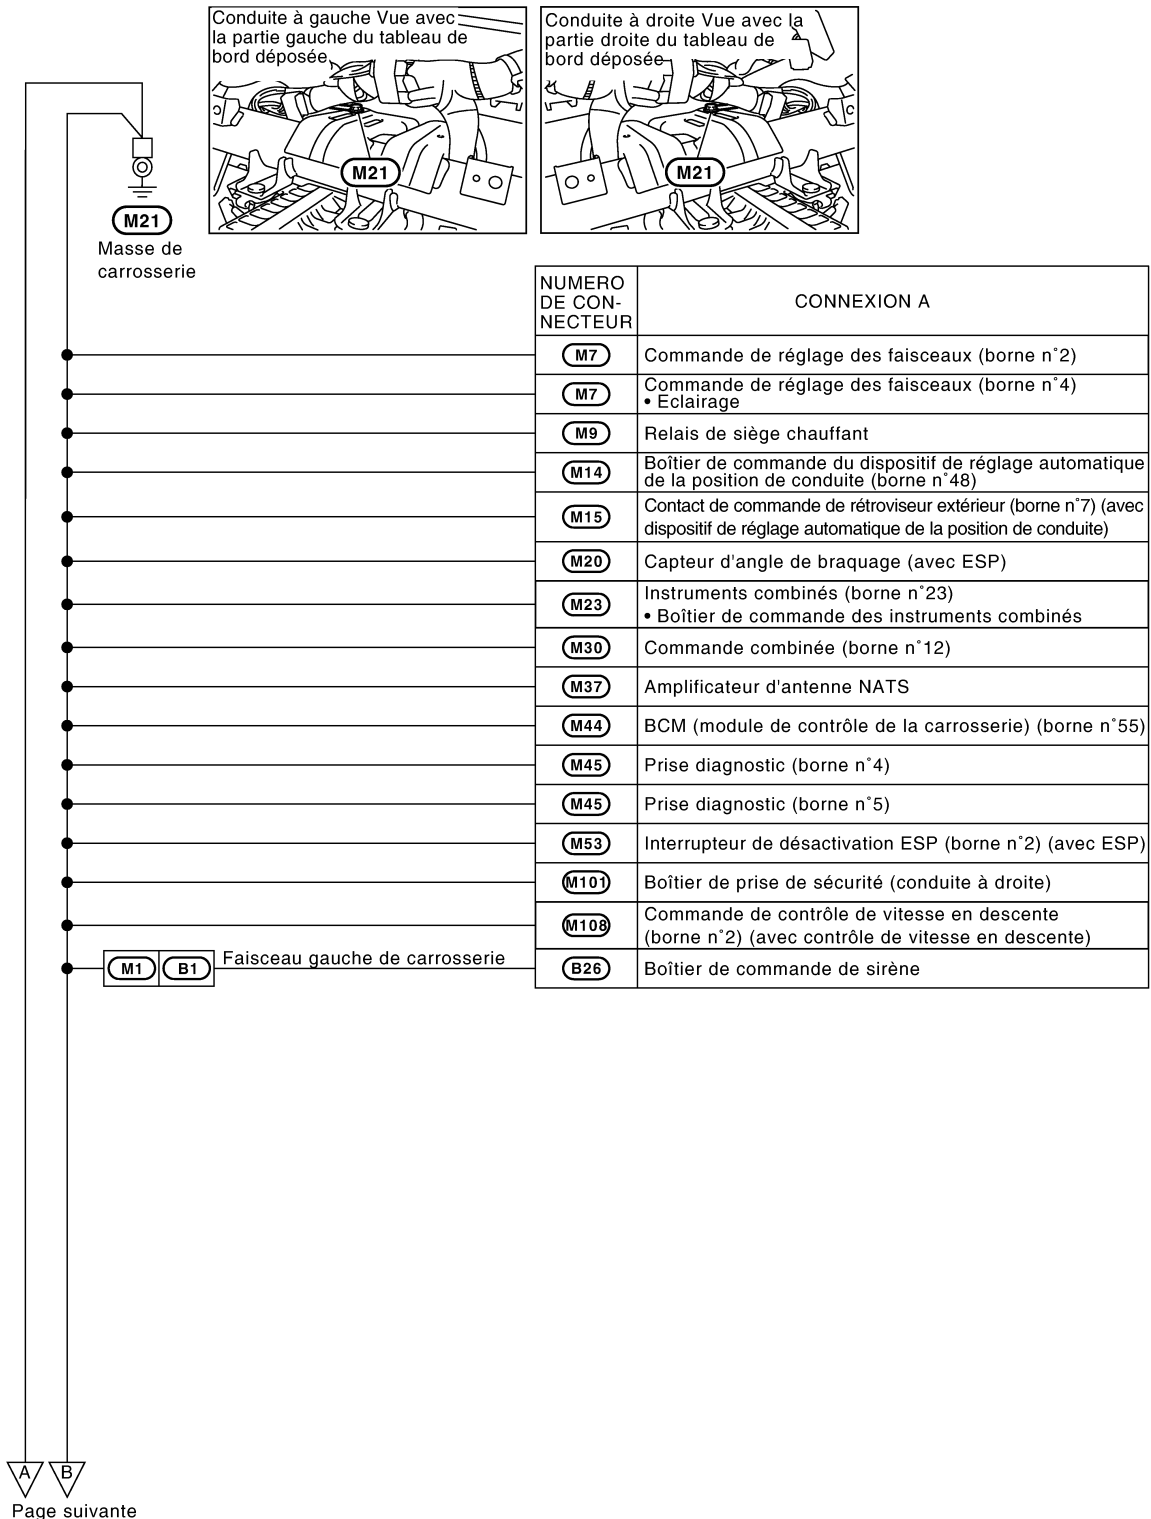 Conduite à gauche Vue avec
la partie gauche du tableau de
bord déposée
M21
Conduite à droite Vue avec la
partie droite du tableau de
bord déposée
M21
M21
Masse de
carrosserie
NUMERO
DE CON-
NECTEUR
CONNEXION A
M7
Commande de réglage des faisceaux (borne n˚2)
M7
Commande de réglage des faisceaux (borne n˚4)
• Eclairage
M9
Relais de siège chauffant
M14
Boîtier de commande du dispositif de réglage automatique
de la position de conduite (borne n˚48)
M15
Contact de commande de rétroviseur extérieur (borne n˚7) (avec
dispositif de réglage automatique de la position de conduite)
M20
Capteur d'angle de braquage (avec ESP)
M23
Instruments combinés (borne n˚23)
• Boîtier de commande des instruments combinés
M30
Commande combinée (borne n˚12)
M37
Amplificateur d'antenne NATS
M44
BCM (module de contrôle de la carrosserie) (borne n˚55)
M45
Prise diagnostic (borne n˚4)
M45
Prise diagnostic (borne n˚5)
M53
Interrupteur de désactivation ESP (borne n˚2) (avec ESP)
M101
Boîtier de prise de sécurité (conduite à droite)
M108
Commande de contrôle de vitesse en descente
(borne n˚2) (avec contrôle de vitesse en descente)
M1
B1
Faisceau gauche de carrosserie
B26
Boîtier de commande de sirène
A
B
Page suivante